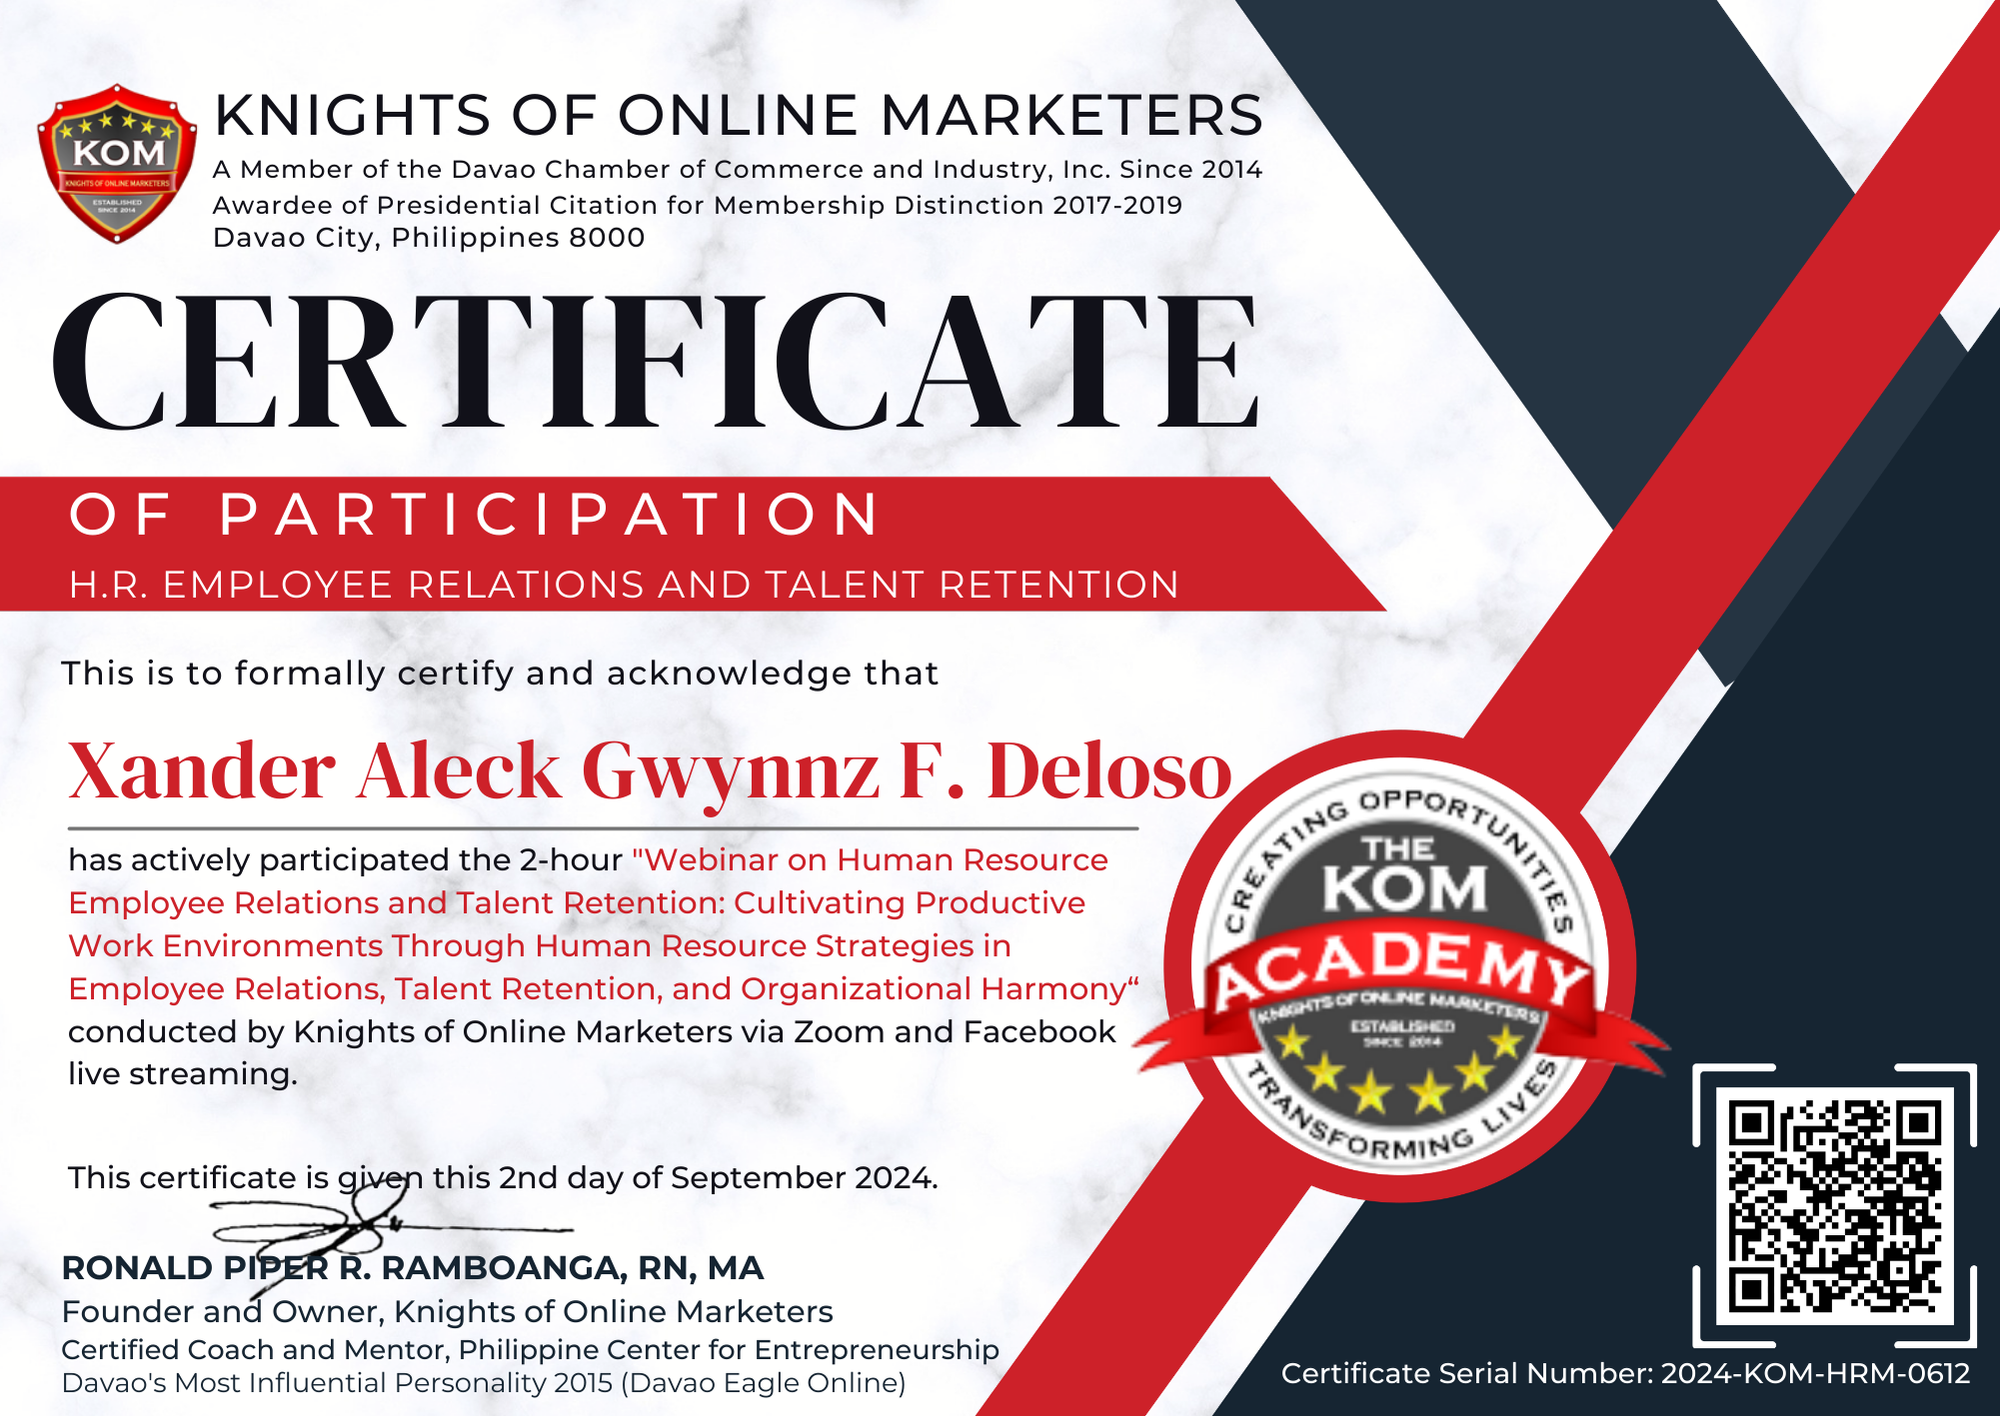 KOM
KNIGHTS OF ONLINE MARKETERS
ESTABLISHED
SINCE 2014
KNIGHTS OF ONLINE MARKETERS
A Member of the Davao Chamber of Commerce and Industry, Inc. Since 2014
Awardee of Presidential Citation for Membership Distinction 2017-2019
Davao City, Philippines 8000
CERTIFICATE
OF PARTICIPATION
H.R. EMPLOYEE RELATIONS AND TALENT RETENTION
This is to formally certify and acknowledge that
Xander Aleck Gwynnz F. Deloso
has actively participated the 2-hour "Webinar on Human Resource
Employee Relations and Talent Retention: Cultivating Productive
Work Environments Through Human Resource Strategies in
Employee Relations, Talent Retention, and Organizational Harmony“
conducted by Knights of Online Marketers via Zoom and Facebook
live streaming.
CREATING OPPORTUNITIES
THE
KOM
ACADEMY
KNIGHTS OF ONLINE MARKETERS
ESTABLISHED
SINCE 2014
TRANSFORMING LIVES
This certificate is given this 2nd day of September 2024.
RONALD PIPER R. RAMBOANGA, RN, MA
Founder and Owner, Knights of Online Marketers
Certified Coach and Mentor, Philippine Center for Entrepreneurship
Davao's Most Influential Personality 2015 (Davao Eagle Online)
Certificate Serial Number: 2024-KOM-HRM-0612